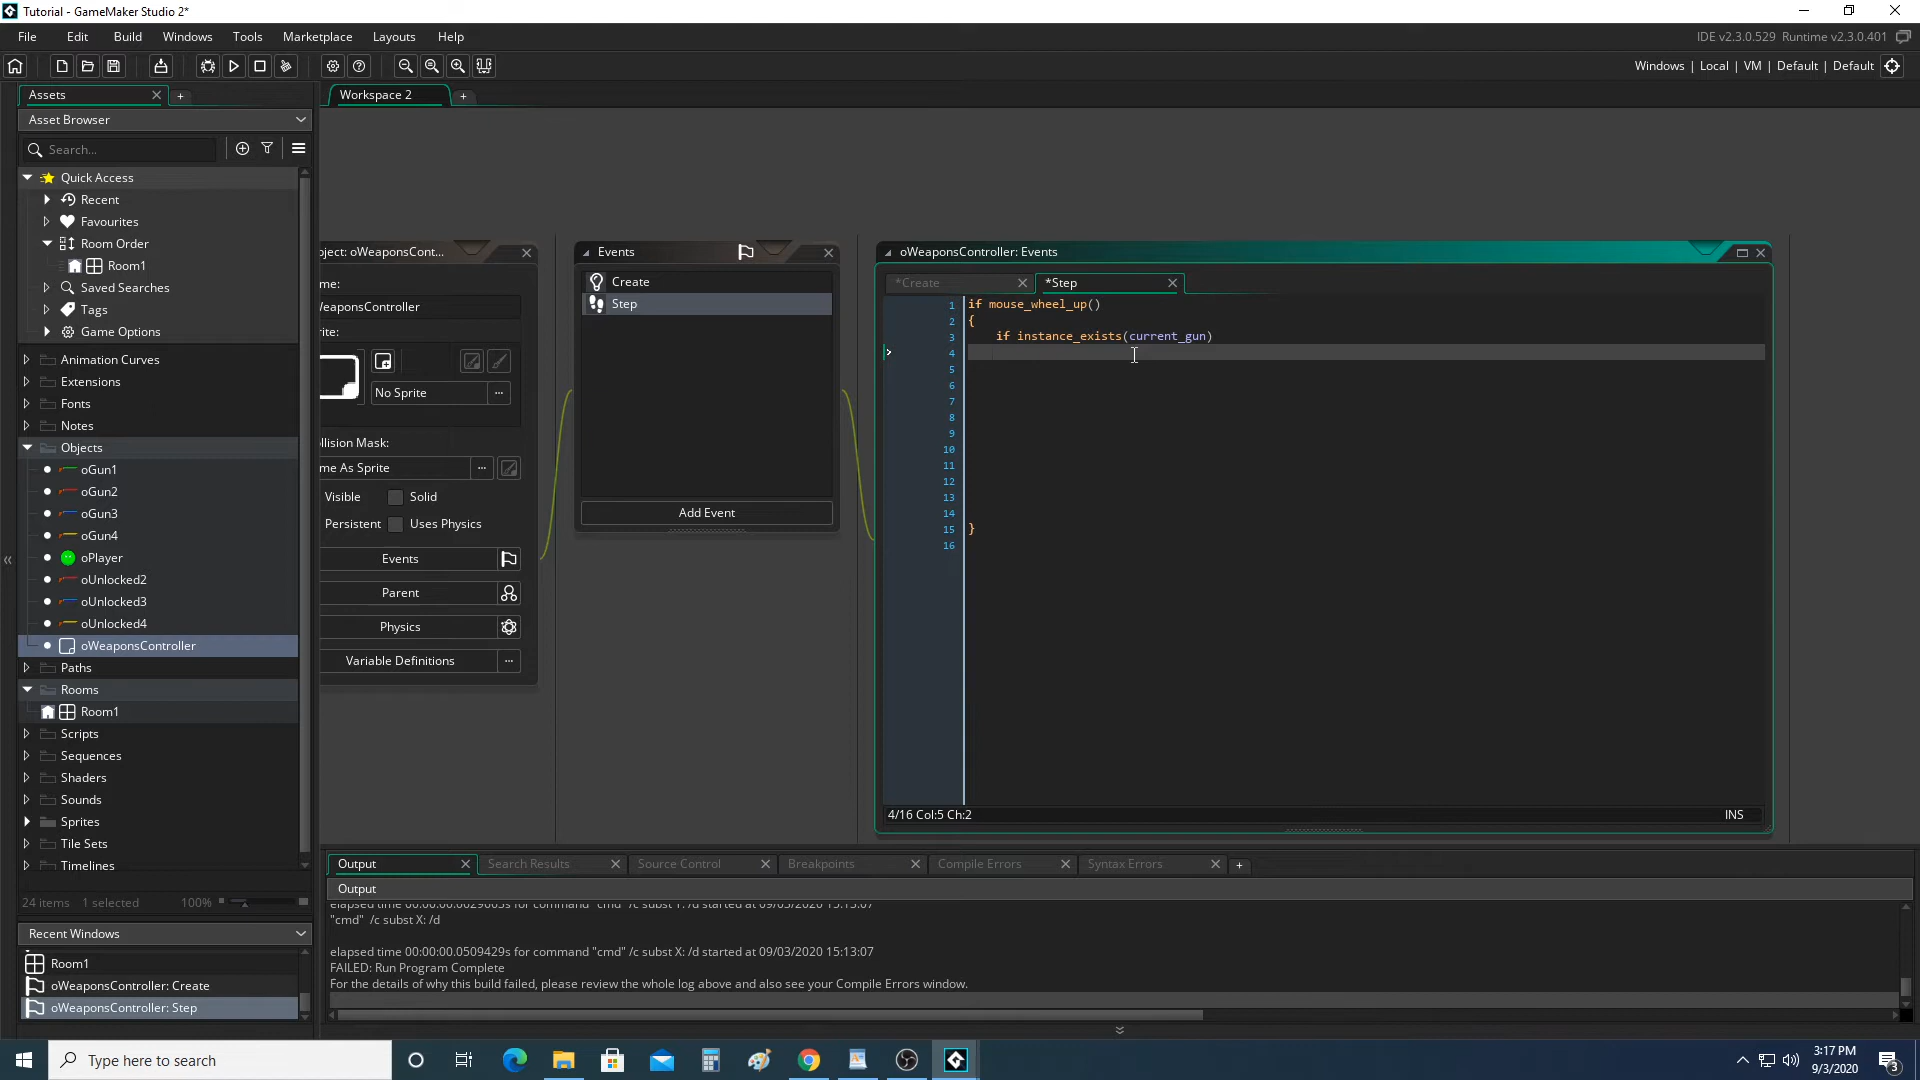 Tutorial - GameMaker Studio 2*
File Edit Build Windows Tools Marketplace Layouts Help
IDE v2.3.0.529 Runtime v2.3.0.401
Windows | Local | VM | Default | Default
Assets
Workspace 2
Asset Browser
Search...
Quick Access
Recent
Favourites
Room Order
Room1
Saved Searches
Tags
Game Options
Animation Curves
Extensions
Fonts
Notes
Objects
oGun1
oGun2
oGun3
oGun4
oPlayer
oUnlocked2
oUnlocked3
oUnlocked4
oWeaponsController
Paths
Rooms
Room1
Scripts
Sequences
Shaders
Sounds
Sprites
Tile Sets
Timelines
24 items 1 selected 100%
Recent Windows
Room1
oWeaponsController: Create
oWeaponsController: Step
bject: oWeaponsCont...
me:
WeaponsController
rite:
No Sprite ...
llision Mask:
me As Sprite ...
Visible Solid
Persistent Uses Physics
Events
Parent
Physics
Variable Definitions ...
Events
Create
Step
Add Event
oWeaponsController: Events
*Create *Step
1 if mouse_wheel_up()
2 {
3 if instance_exists(current_gun)
4
5
6
7
8
9
10
11
12
13
14
15 }
16
4/16 Col:5 Ch:2 INS
Output Search Results Source Control Breakpoints Compile Errors Syntax Errors
Output
"cmd" /c subst X: /d
elapsed time 00:00:00.0509429s for command "cmd" /c subst X: /d started at 09/03/2020 15:13:07
FAILED: Run Program Complete
For the details of why this build failed, please review the whole log above and also see your Compile Errors window.
Type here to search
3:17 PM
9/3/2020
3